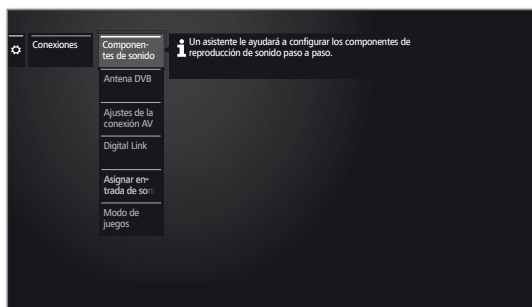 Conexiones
Componen-
tes de sonido
Un asistente le ayudará a configurar los componentes de
reproducción de sonido paso a paso.
Antena DVB
Ajustes de la
conexión AV
Digital Link
Asignar en-
trada de soni
Modo de
juegos